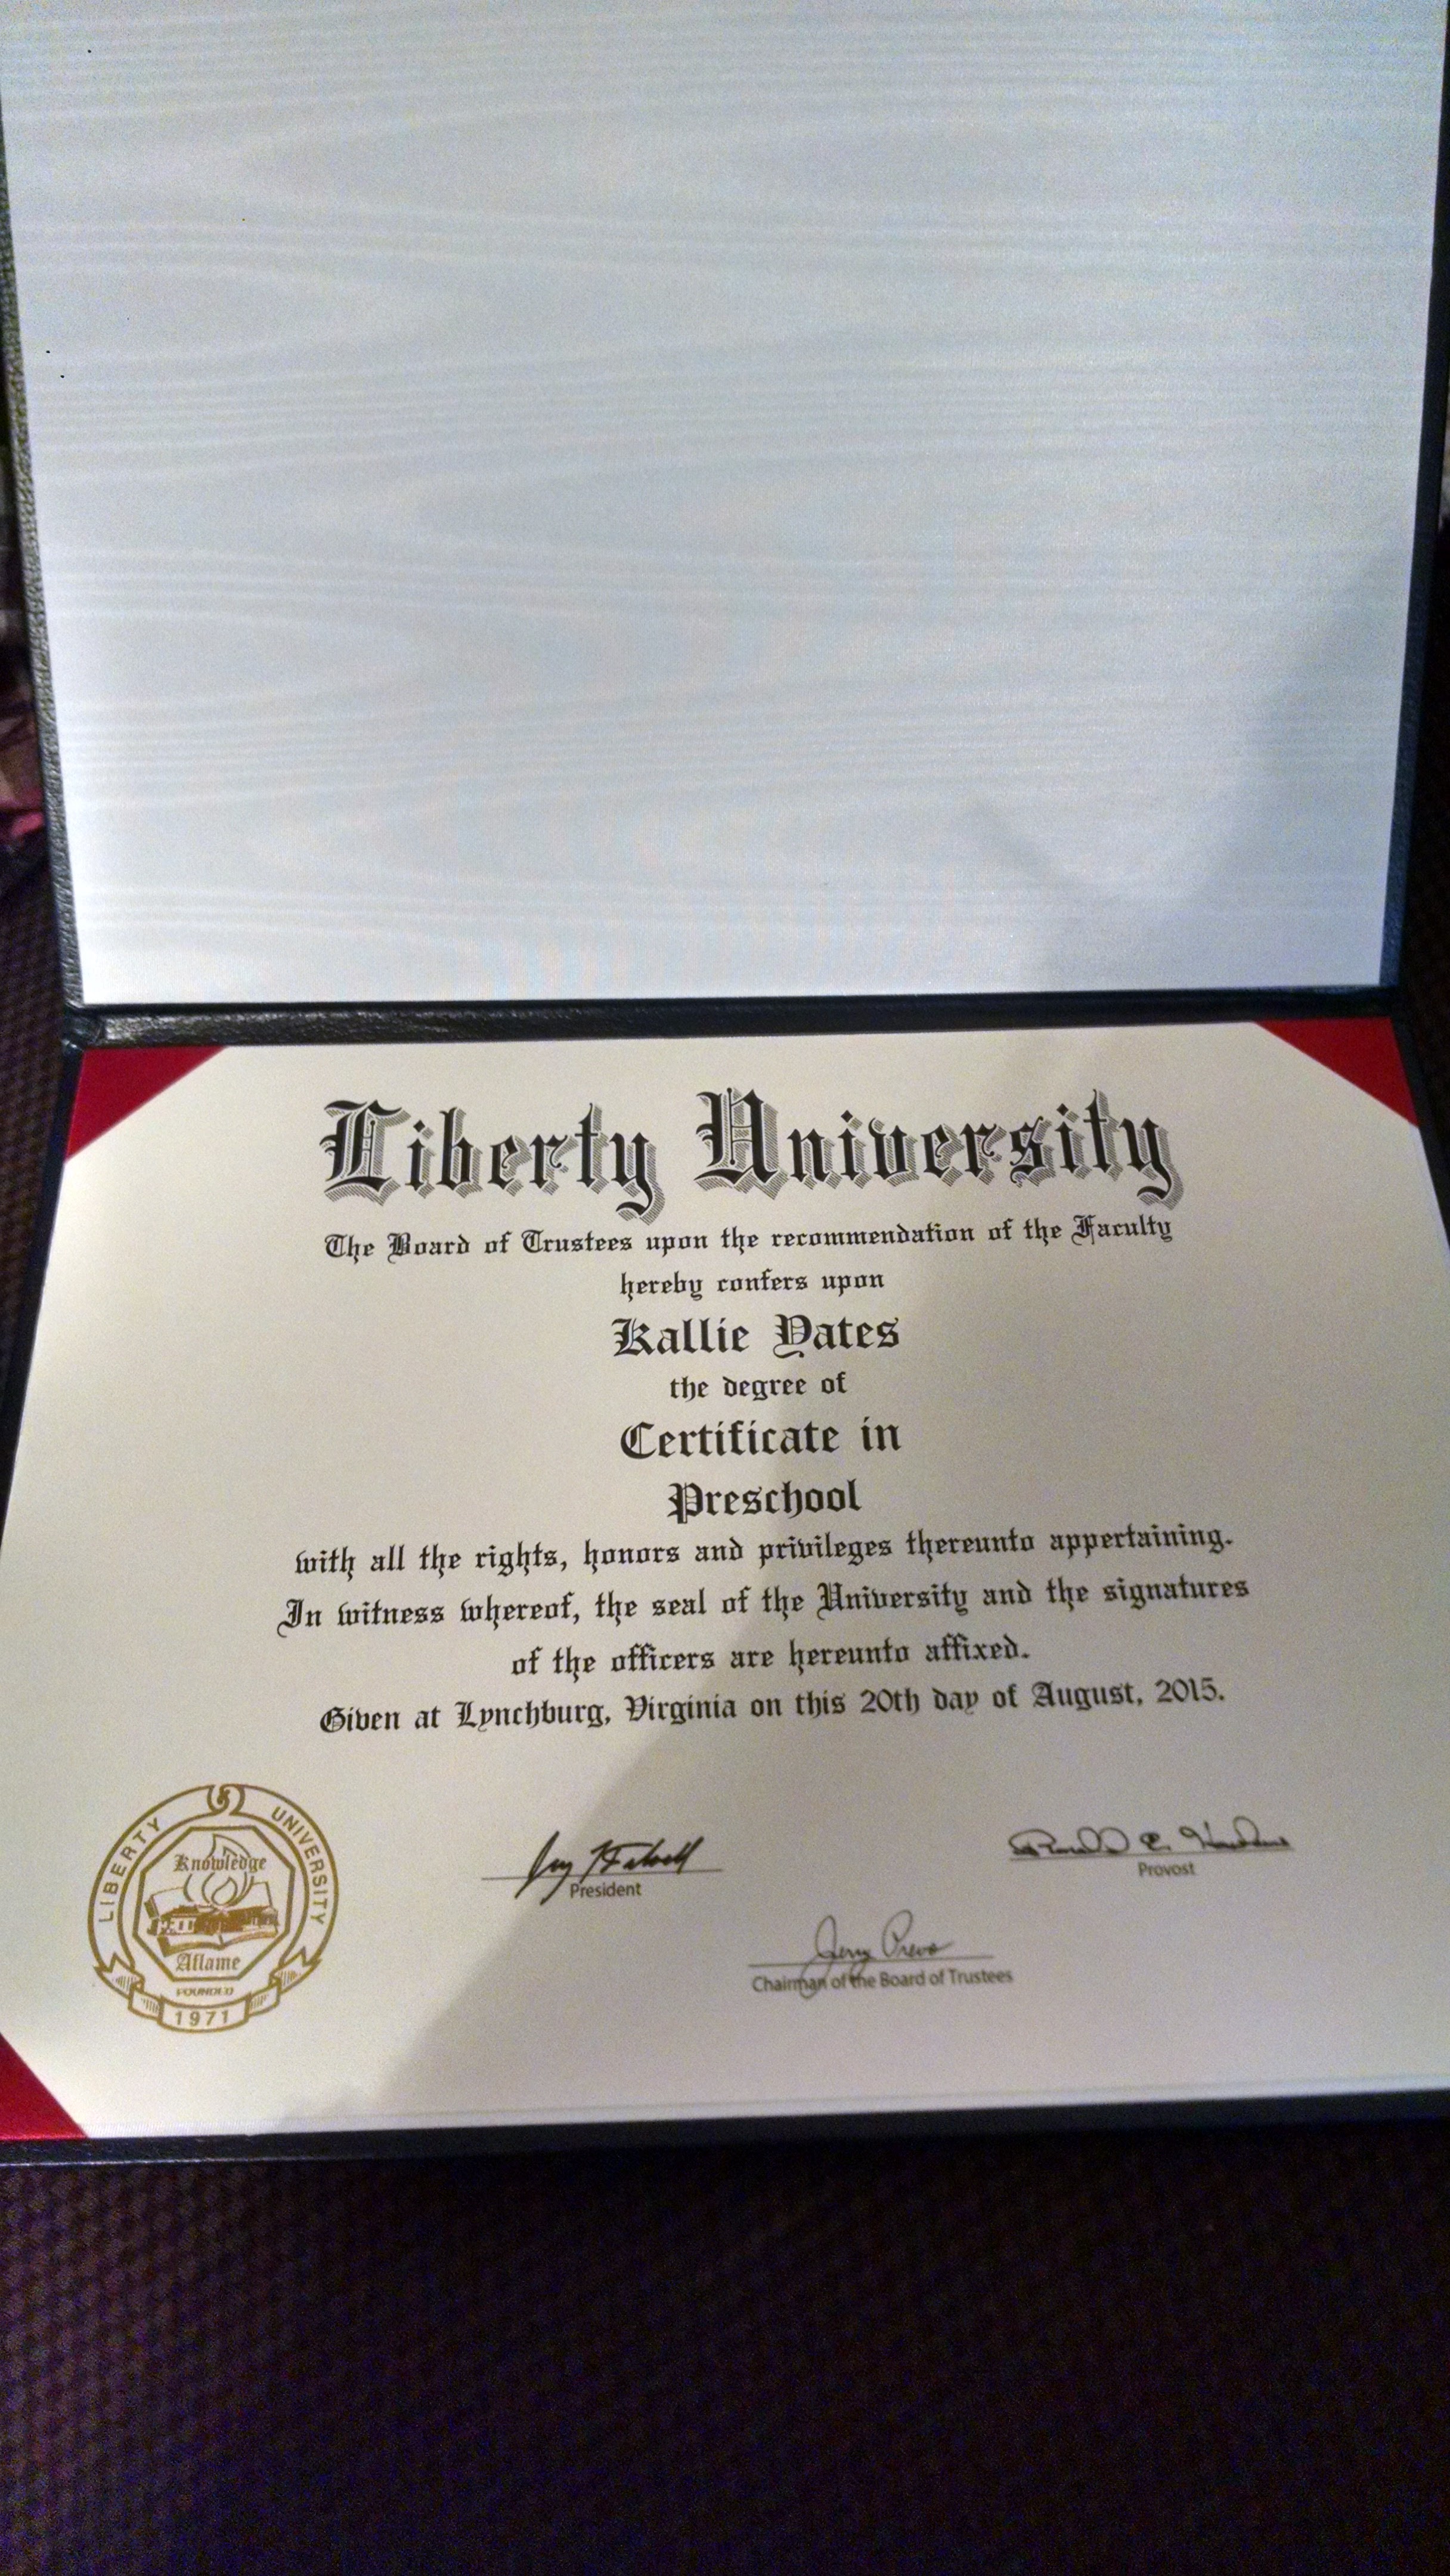 Liberty University
The Board of Trustees upon the recommendation of the Faculty
hereby confers upon
Kallie Yates
the degree of
Certificate in
Preschool
with all the rights, honors and privileges thereunto appertaining.
In witness whereof, the seal of the University and the signatures
of the officers are hereunto affixed.
Given at Lynchburg, Virginia on this 20th day of August, 2015.
LIBERTY UNIVERSITY
Knowledge
Aflame
FOUNDED
1971
President
Provost
Jerry Prevo
Chairman of the Board of Trustees